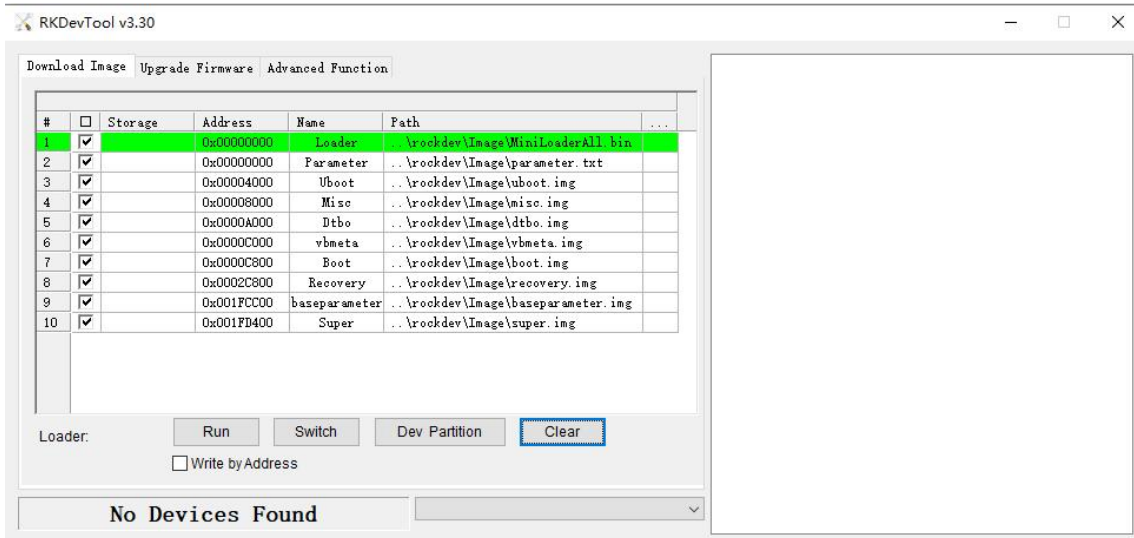 RKDevTool v3.30
Download Image Upgrade Firmware Advanced Function
# Storage Address Name Path ...
1 0x00000000 Loader ..\rockdev\Image\MiniLoaderAll.bin
2 0x00000000 Parameter ..\rockdev\Image\parameter.txt
3 0x00004000 Uboot ..\rockdev\Image\uboot.img
4 0x00008000 Misc ..\rockdev\Image\misc.img
5 0x0000A000 Dtbo ..\rockdev\Image\dtbo.img
6 0x0000C000 vbmeta ..\rockdev\Image\vbmeta.img
7 0x0000C800 Boot ..\rockdev\Image\boot.img
8 0x0002C800 Recovery ..\rockdev\Image\recovery.img
9 0x001FCC00 baseparameter ..\rockdev\Image\baseparameter.img
10 0x001FD400 Super ..\rockdev\Image\super.img
Loader: Run Switch Dev Partition Clear
Write by Address
No Devices Found